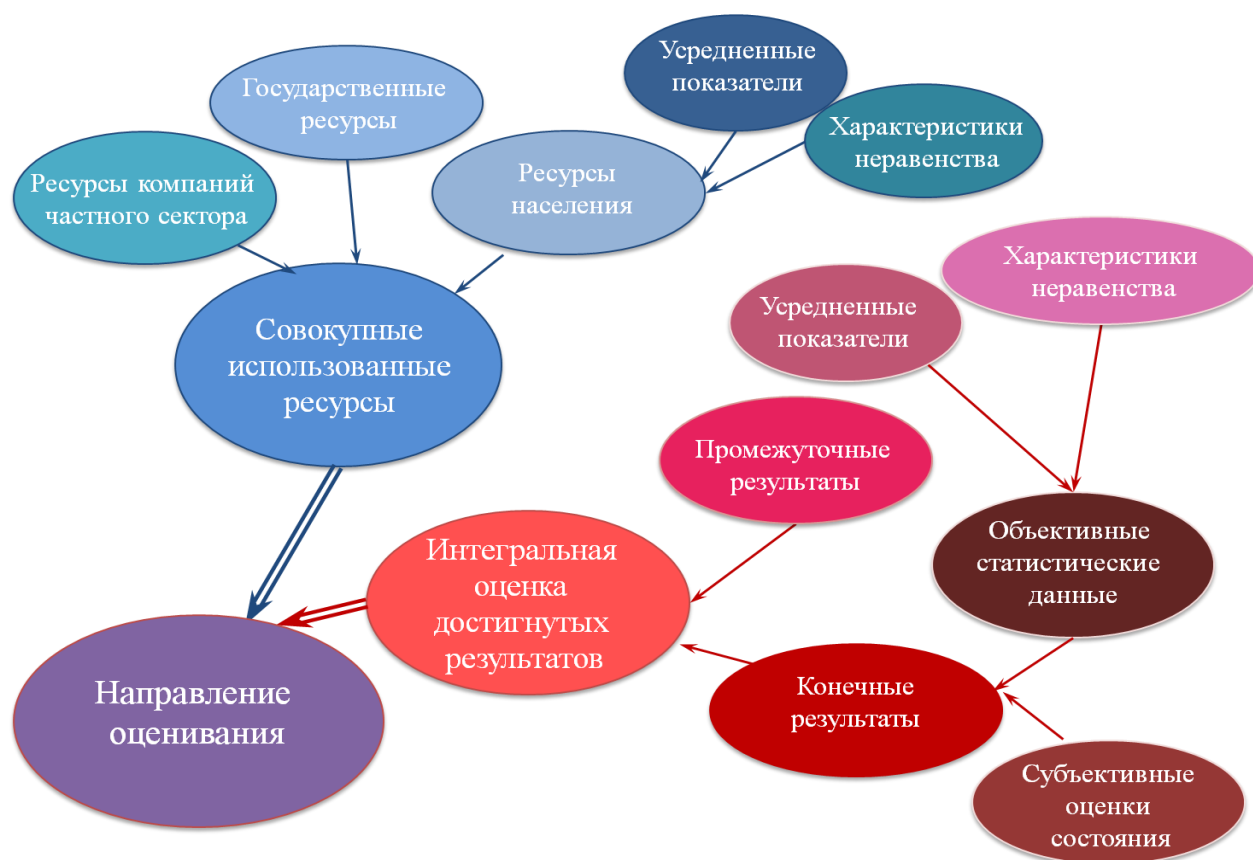 Усредненные
показатели
Государственные
ресурсы
Характеристики
неравенства
Ресурсы компаний
частного сектора
Ресурсы
населения
Характеристики
неравенства
Усредненные
показатели
Совокупные
использованные
ресурсы
Промежуточные
результаты
Интегральная
оценка
достигнутых
результатов
Объективные
статистические
данные
Направление
оценивания
Конечные
результаты
Субъективные
оценки
состояния